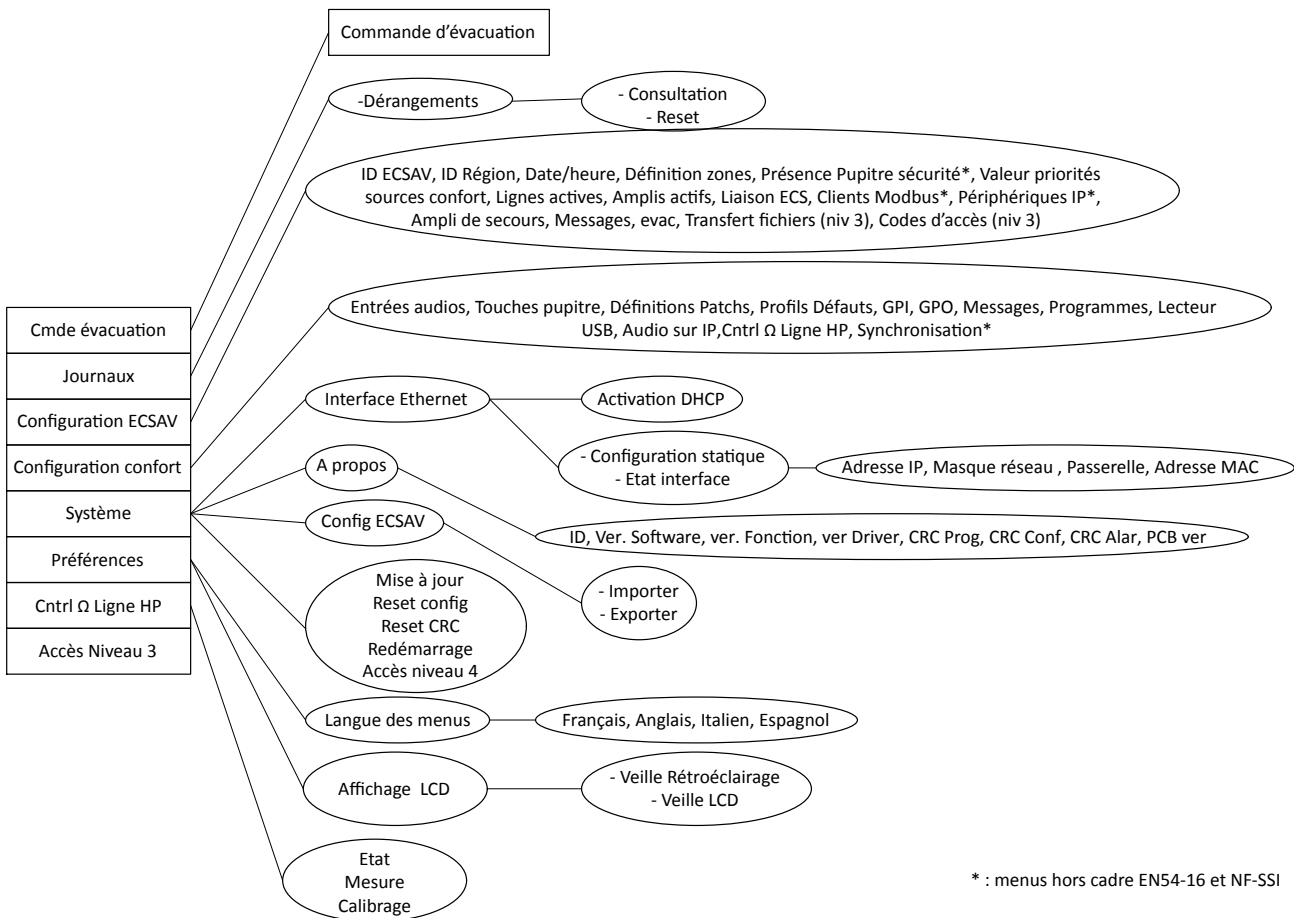 Commande d'évacuation
-Dérangements
- Consultation
- Reset
ID ECSAV, ID Région, Date/heure, Définition zones, Présence Pupitre sécurité*, Valeur priorités
sources confort, Lignes actives, Amplis actifs, Liaison ECS, Clients Modbus*, Périphériques IP*,
Ampli de secours, Messages, evac, Transfert fichiers (niv 3), Codes d'accès (niv 3)
Entrées audios, Touches pupitre, Définitions Patchs, Profils Défauts, GPI, GPO, Messages, Programmes, Lecteur
USB, Audio sur IP,Cntrl Ω Ligne HP, Synchronisation*
Cmde évacuation
Journaux
Configuration ECSAV
Configuration confort
Système
Préférences
Cntrl Ω Ligne HP
Accès Niveau 3
Interface Ethernet
Activation DHCP
- Configuration statique
- Etat interface
Adresse IP, Masque réseau , Passerelle, Adresse MAC
A propos
ID, Ver. Software, ver. Fonction, ver Driver, CRC Prog, CRC Conf, CRC Alar, PCB ver
Config ECSAV
- Importer
- Exporter
Mise à jour
Reset config
Reset CRC
Redémarrage
Accès niveau 4
Langue des menus
Français, Anglais, Italien, Espagnol
Affichage LCD
- Veille Rétroéclairage
- Veille LCD
Etat
Mesure
Calibrage
* : menus hors cadre EN54-16 et NF-SSI